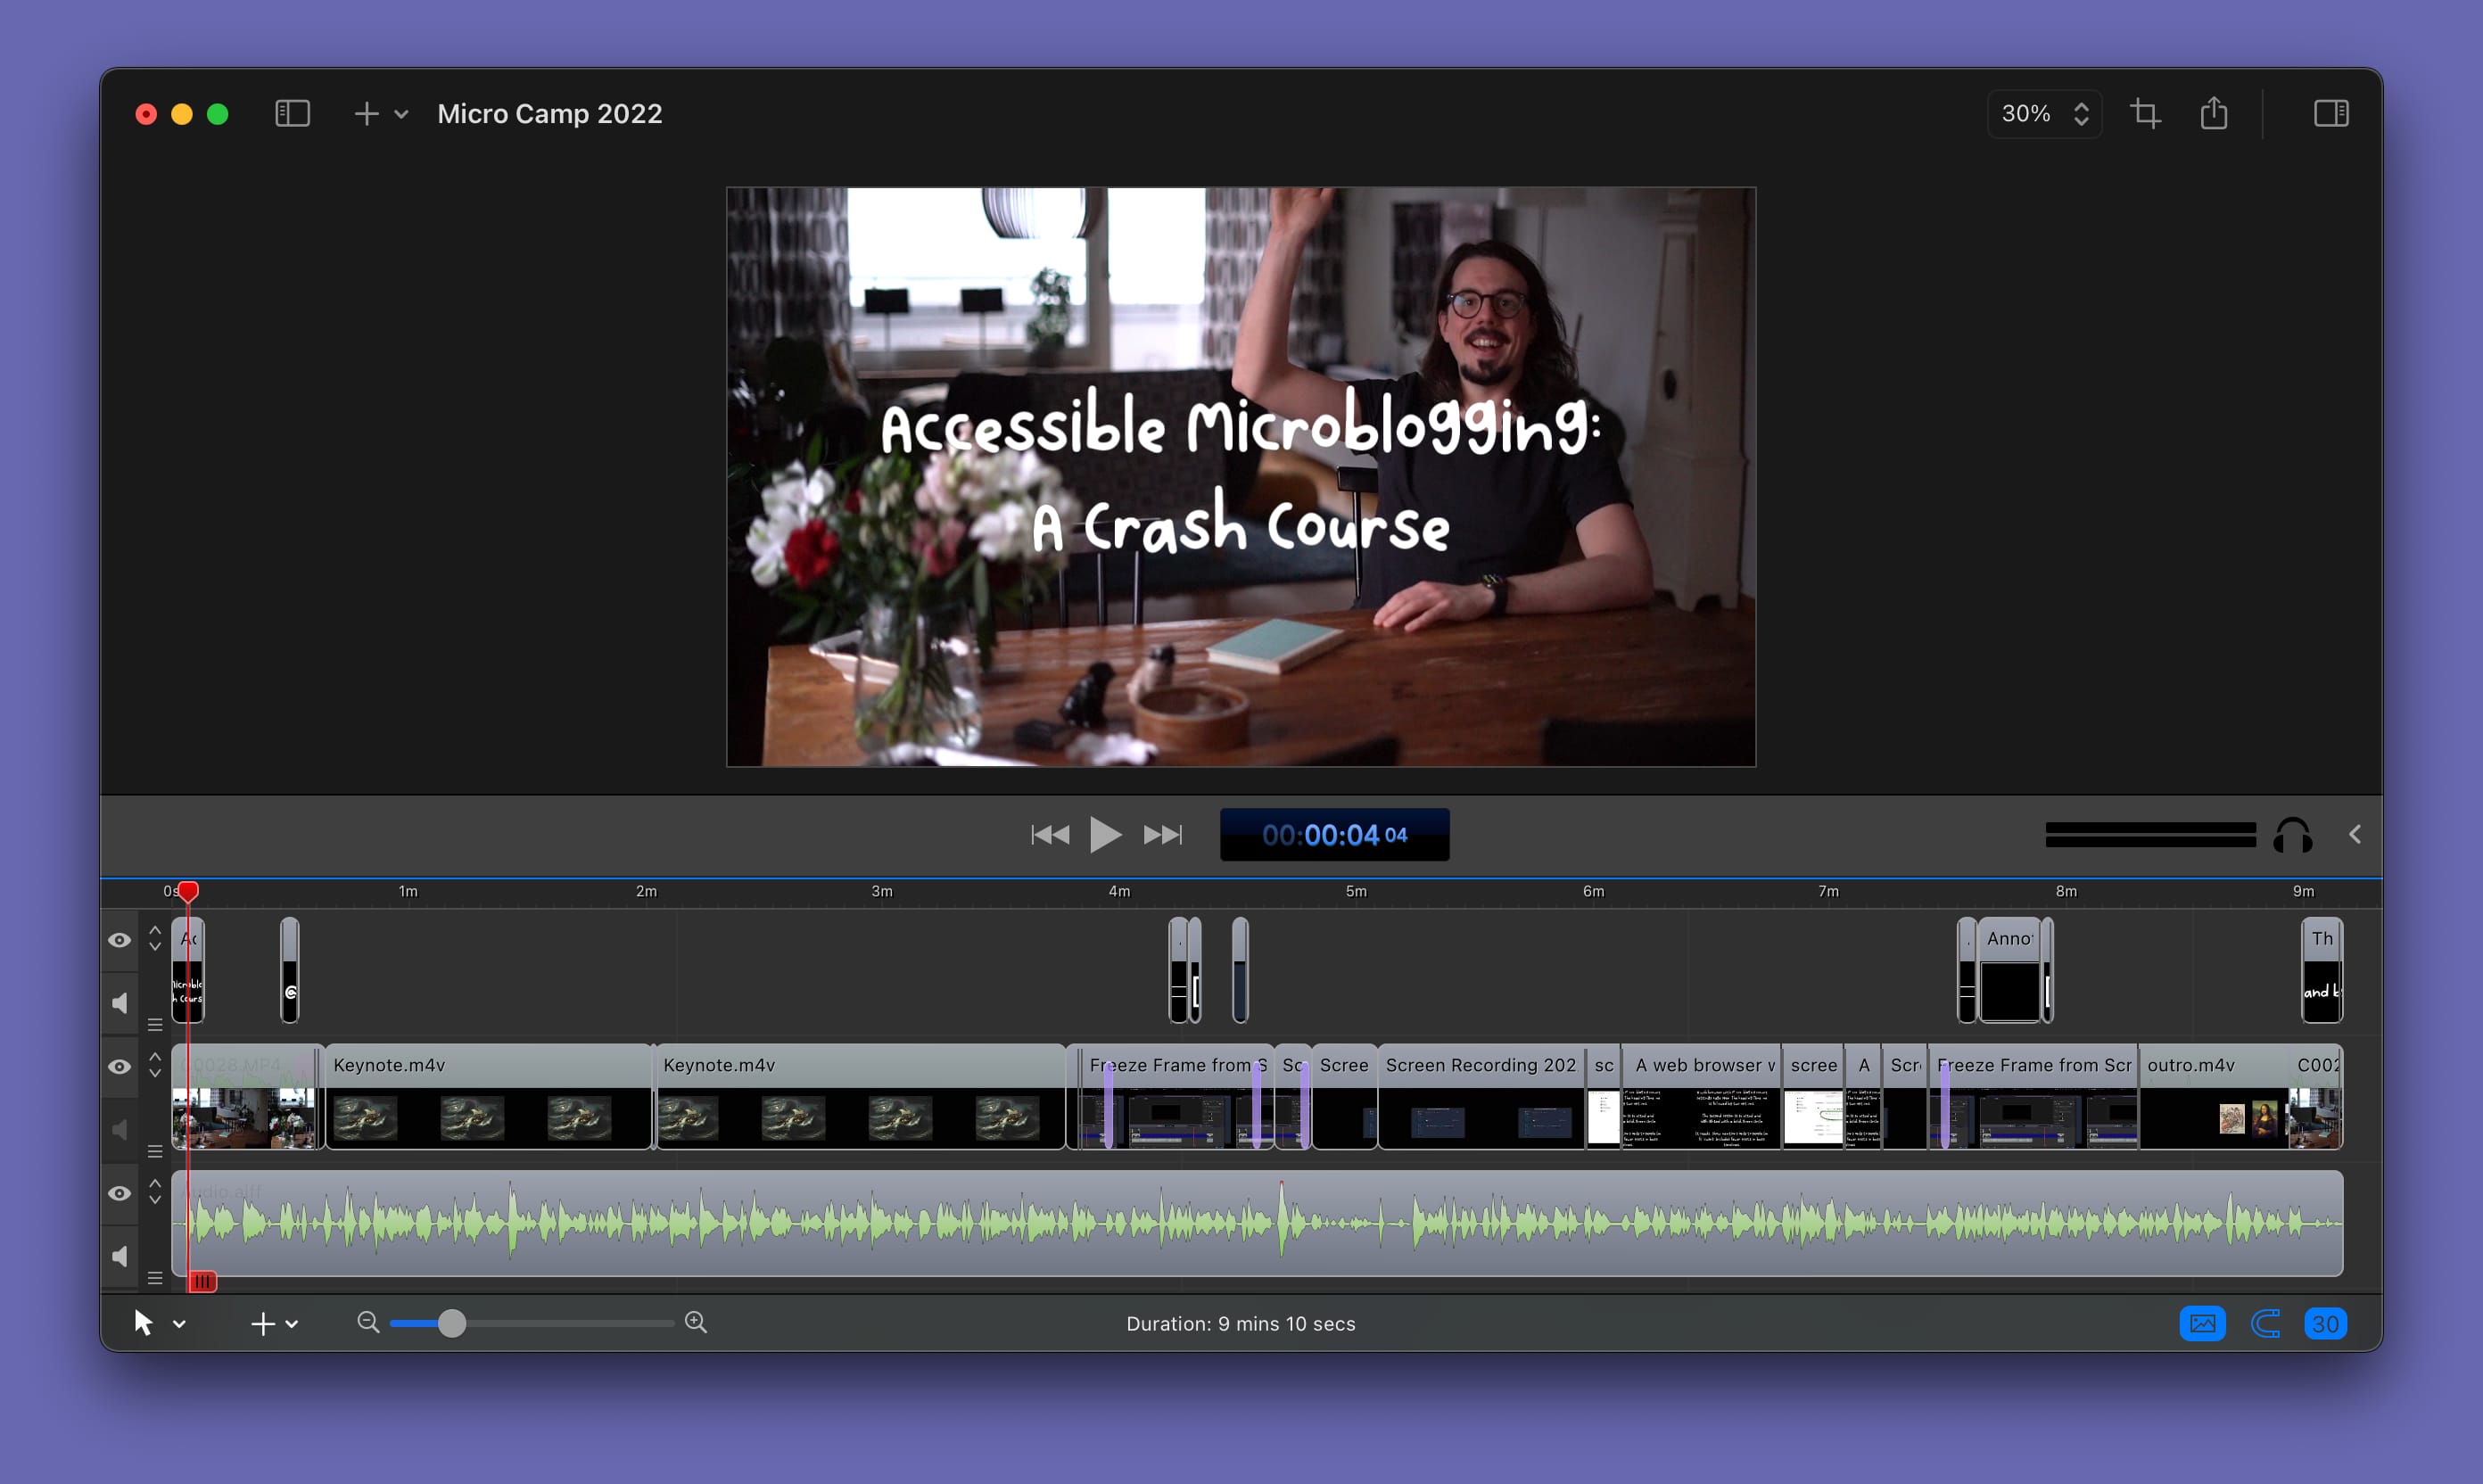 Micro Camp 2022
30%
Accessible Microblogging:
A Crash Course
00:00:04 04
0s 1m 2m 3m 4m 5m 6m 7m 8m 9m
Ac
Anno
Th
Microblo
h Cours
@
and b
C0028.MP4
Keynote.m4v
Keynote.m4v
Freeze Frame from S
Sc
Scree
Screen Recording 202
sc
A web browser w
scree
A
Scr
Freeze Frame from Scr
outro.m4v
C002
Audio.aiff
Duration: 9 mins 10 secs
30